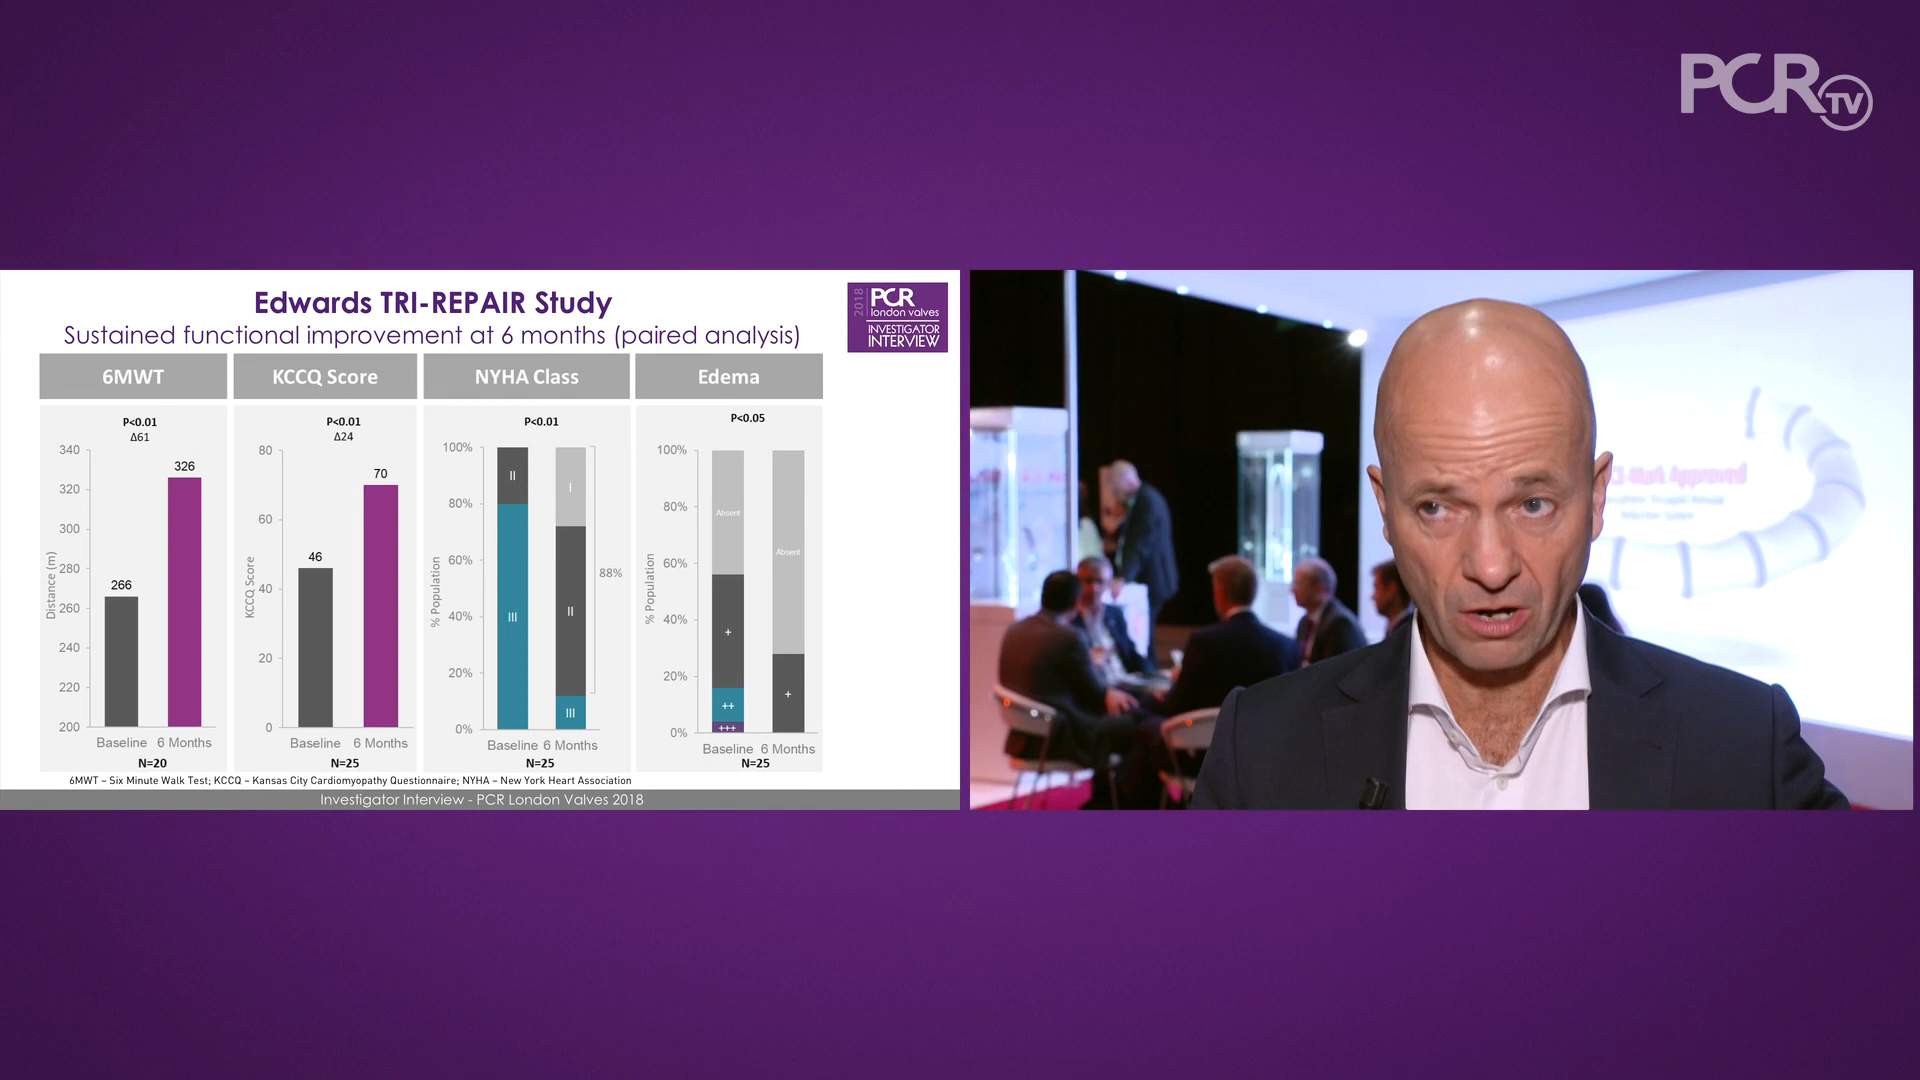 PCR TV
Edwards TRI-REPAIR Study
Sustained functional improvement at 6 months (paired analysis)
2018
PCR
london valves
INVESTIGATOR
INTERVIEW
6MWT
P<0.01
Δ61
340
320
300
280
260
240
220
200
Distance (m)
266
326
Baseline 6 Months
N=20
KCCQ Score
P<0.01
Δ24
80
60
40
20
0
KCCQ Score
46
70
Baseline 6 Months
N=25
NYHA Class
P<0.01
100%
80%
60%
40%
20%
0%
% Population
II
III
I
II
III
88%
Baseline 6 Months
N=25
Edema
P<0.05
100%
80%
60%
40%
20%
0%
% Population
Absent
+
++
+++
Absent
+
Baseline 6 Months
N=25
6MWT – Six Minute Walk Test; KCCQ – Kansas City Cardiomyopathy Questionnaire; NYHA – New York Heart Association
Investigator Interview - PCR London Valves 2018
CE-Mark Approved